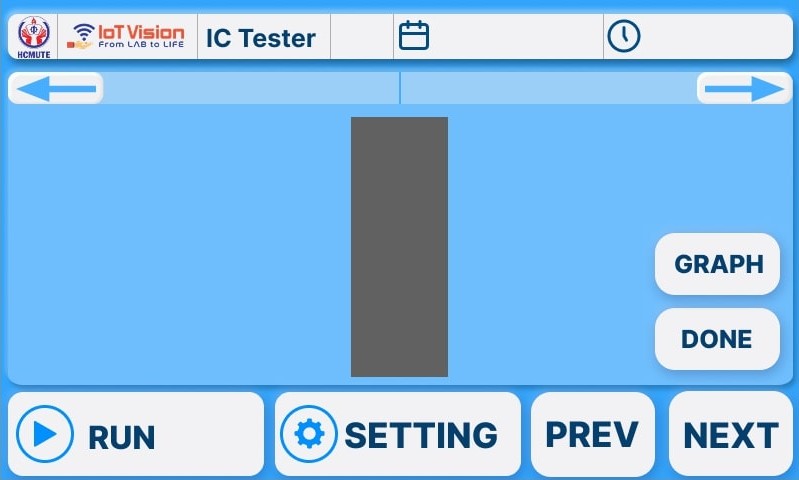 HCMUTE
IoT Vision
From LAB to LIFE
IC Tester
GRAPH
DONE
RUN
SETTING
PREV
NEXT